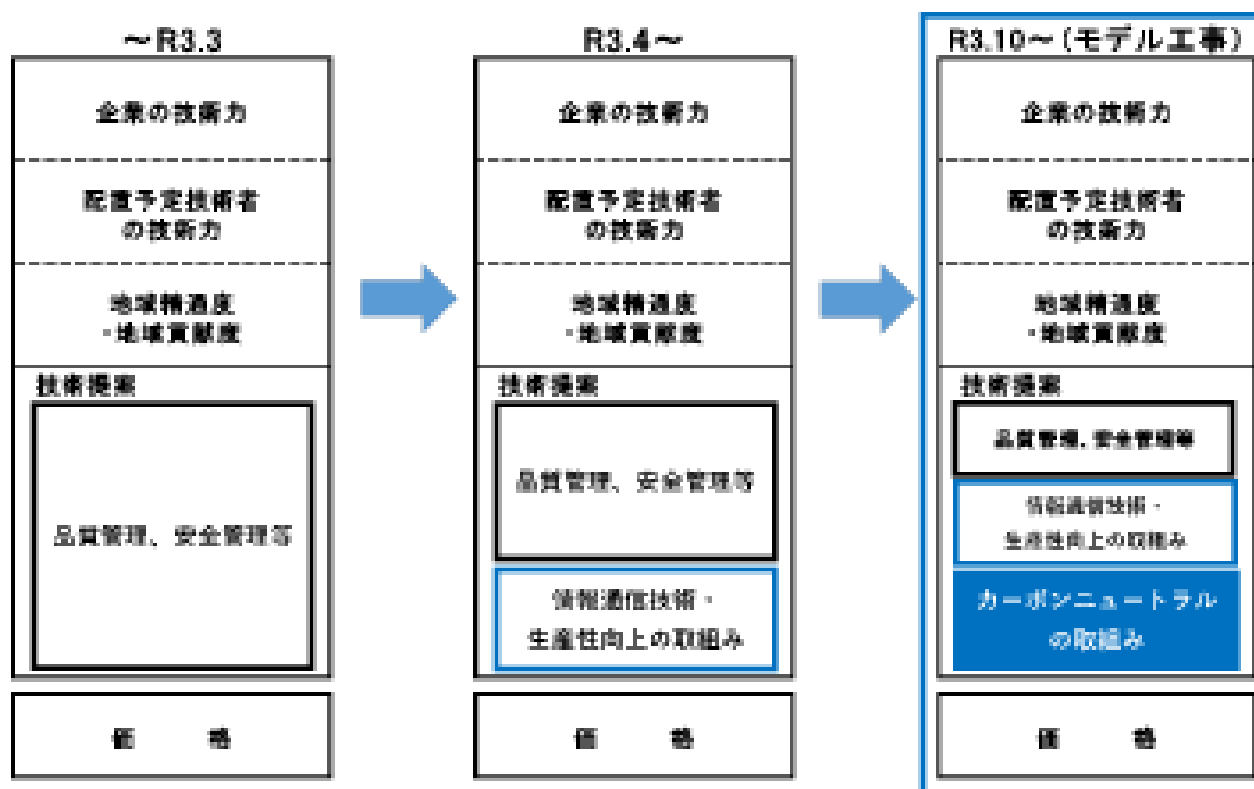 ～R3.3
企業の技術力
配置予定技術者
の技術力
地域精通度
・地域貢献度
技術提案
品質管理、安全管理等
価　格
R3.4～
企業の技術力
配置予定技術者
の技術力
地域精通度
・地域貢献度
技術提案
品質管理、安全管理等
情報通信技術・
生産性向上の取組み
価　格
R3.10～(モデル工事)
企業の技術力
配置予定技術者
の技術力
地域精通度
・地域貢献度
技術提案
品質管理、安全管理等
情報通信技術・
生産性向上の取組み
カーボンニュートラル
の取組み
価　格